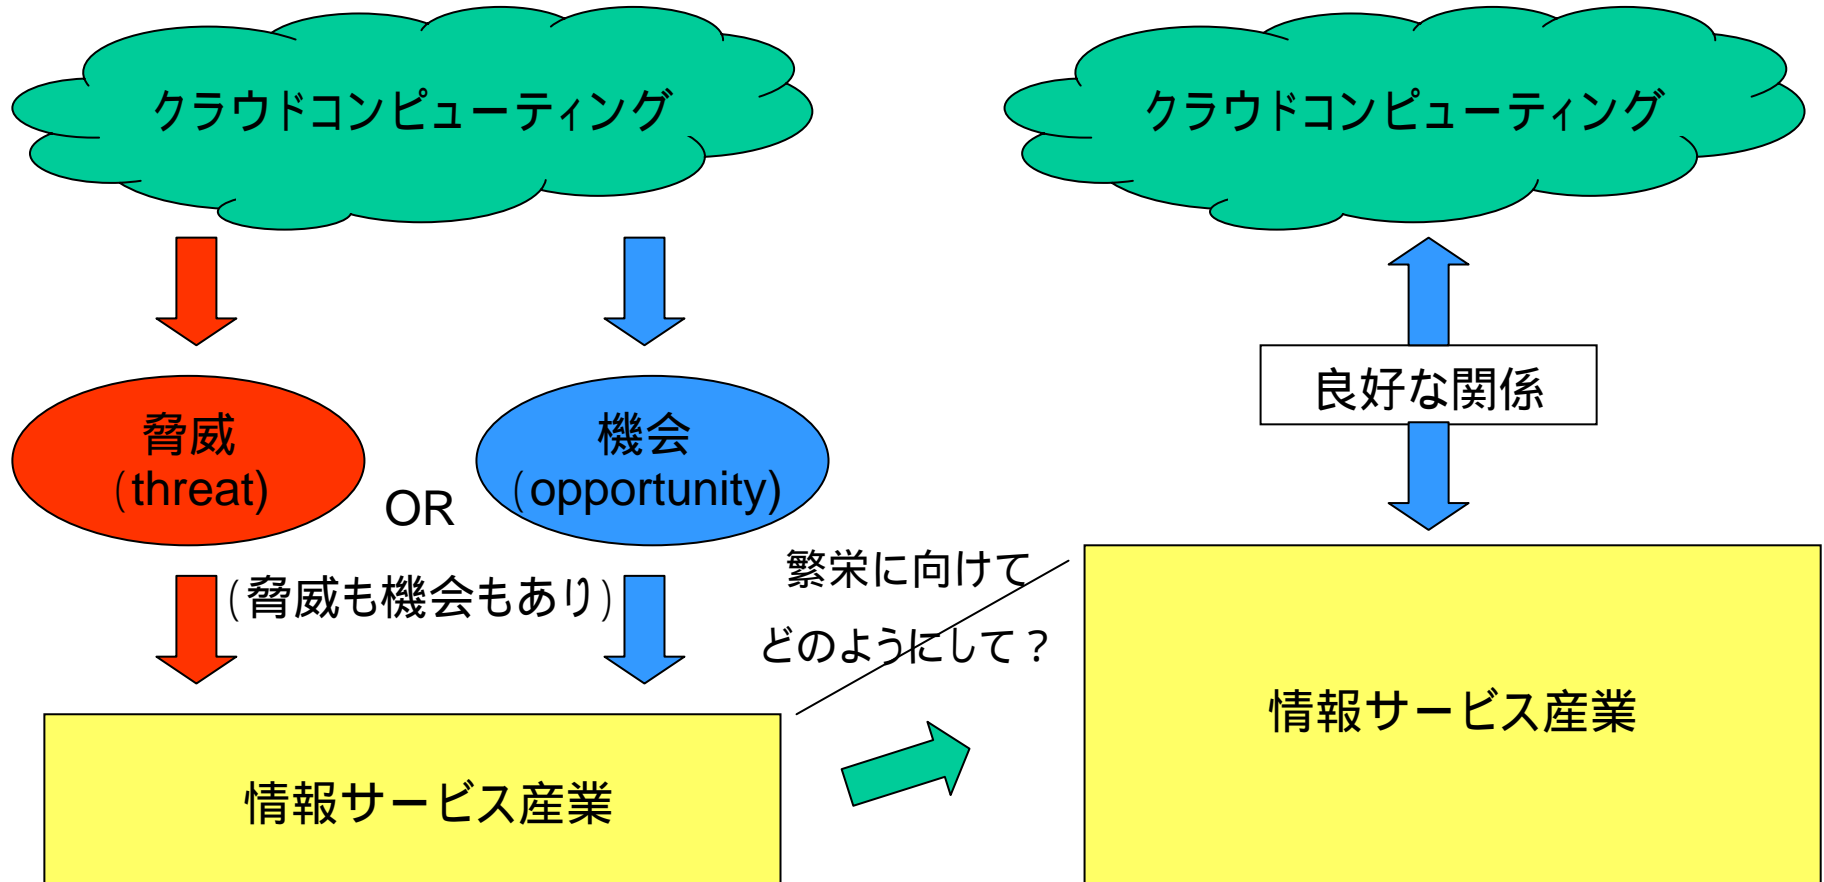 クラウドコンピューティング
クラウドコンピューティング
良好な関係
脅威
(threat)
OR
機会
(opportunity)
(脅威も機会もあり)
繁栄に向けて
どのようにして？
情報サービス産業
情報サービス産業